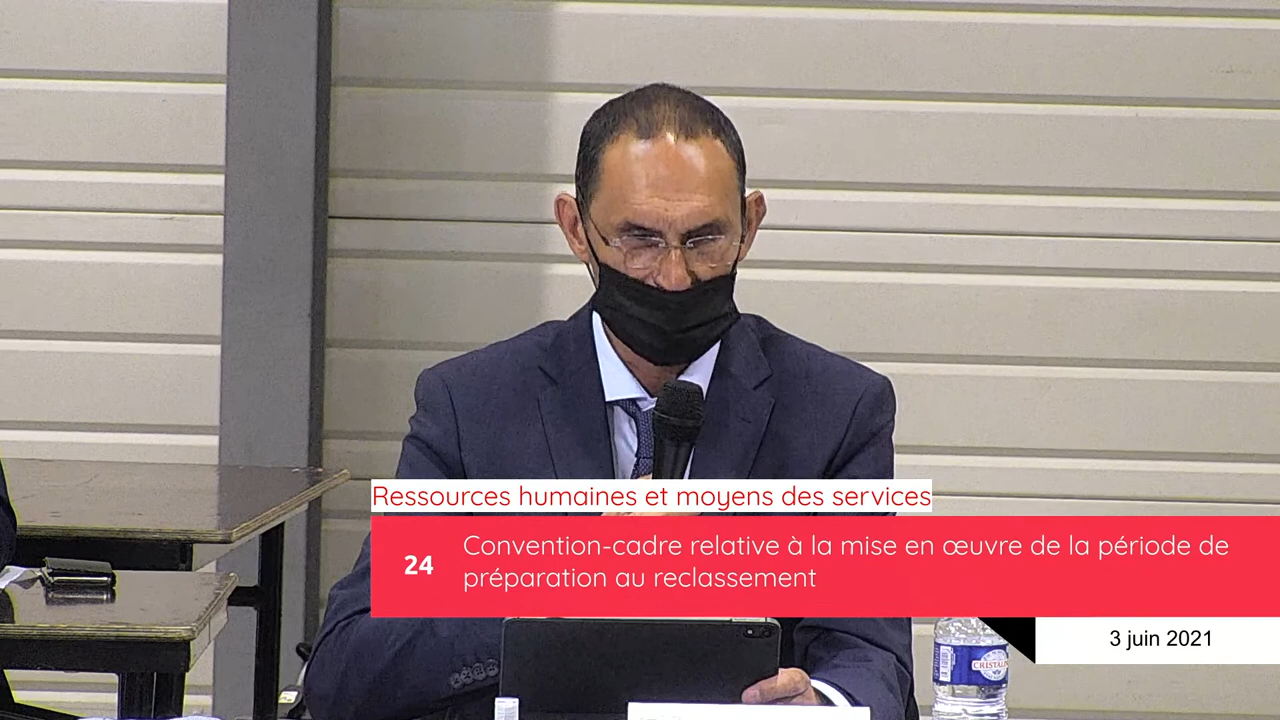 Ressources humaines et moyens des services
24
Convention-cadre relative à la mise en œuvre de la période de
préparation au reclassement
3 juin 2021